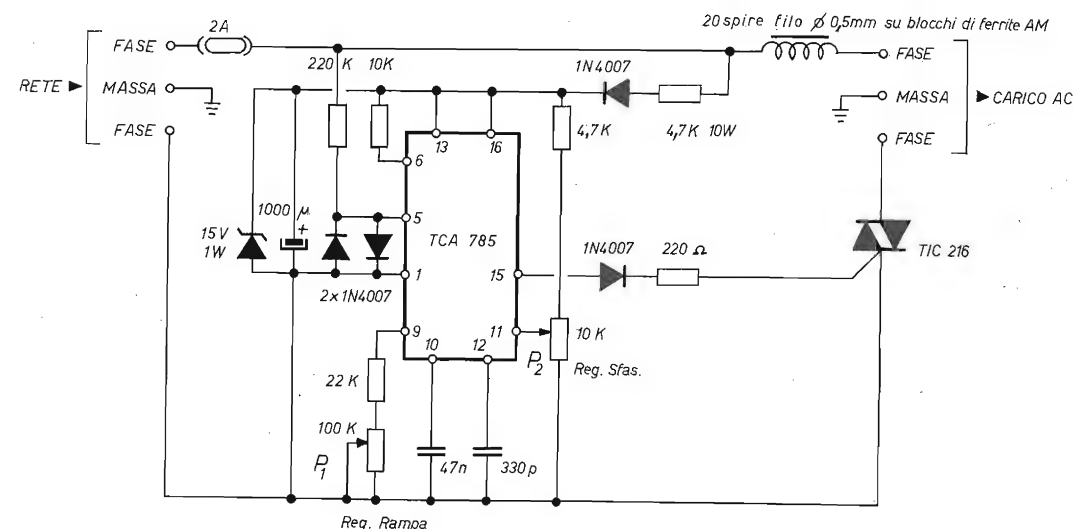 20 spire filo Ø 0,5mm su blocchi di ferrite AM
2A
FASE
FASE
220 K
10K
1N4007
RETE
MASSA
MASSA
CARICO AC
4,7K
4,7K 10W
13
16
FASE
FASE
6
1000 µ
+
5
15V
1W
TCA 785
1N4007
220 Ω
TIC 216
1
15
2x1N4007
9
11
10 K
10
12
P2
Reg. Sfas.
22 K
100 K
P1
47n
330 p
Reg. Rampa